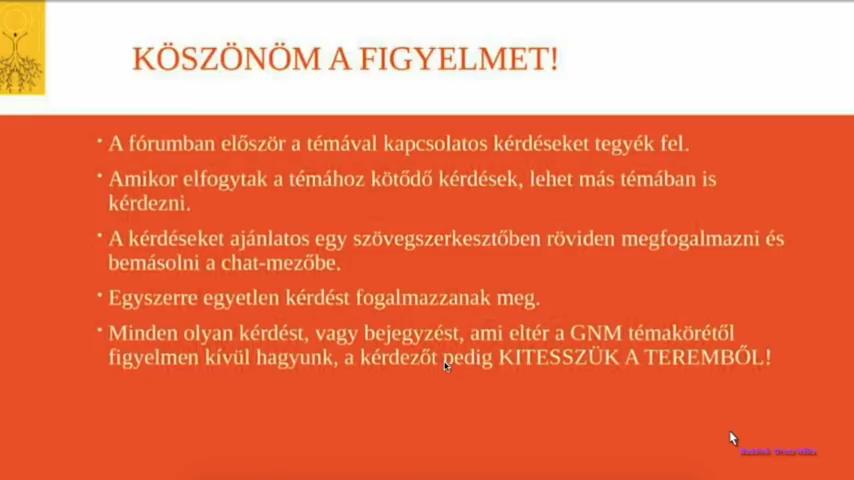 KÖSZÖNÖM A FIGYELMET!
• A fórumban először a témával kapcsolatos kérdéseket tegyék fel.
• Amikor elfogytak a témához kötődő kérdések, lehet más témában is
kérdezni.
• A kérdéseket ajánlatos egy szövegszerkesztőben röviden megfogalmazni és
bemásolni a chat-mezőbe.
• Egyszerre egyetlen kérdést fogalmazzanak meg.
• Minden olyan kérdést, vagy bejegyzést, ami eltér a GNM témakörétől
figyelmen kívül hagyunk, a kérdezőt pedig KITESSZÜK A TEREMBŐL!